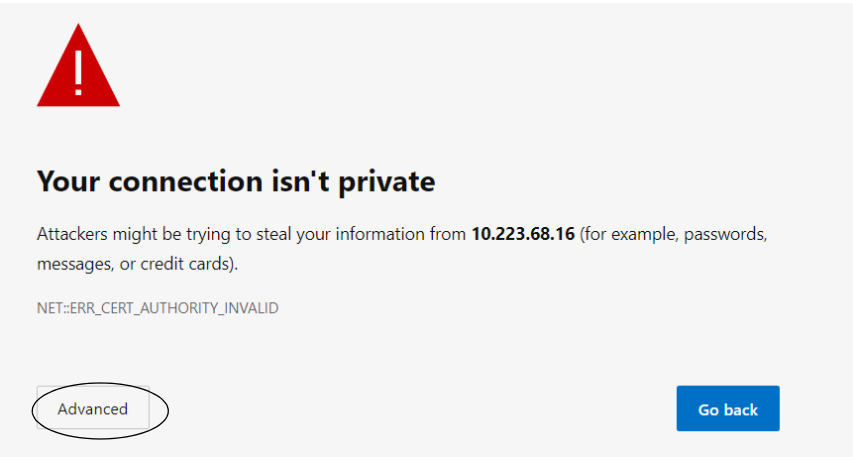 !
Your connection isn't private
Attackers might be trying to steal your information from 10.223.68.16 (for example, passwords,
messages, or credit cards).
NET::ERR_CERT_AUTHORITY_INVALID
Advanced
Go back